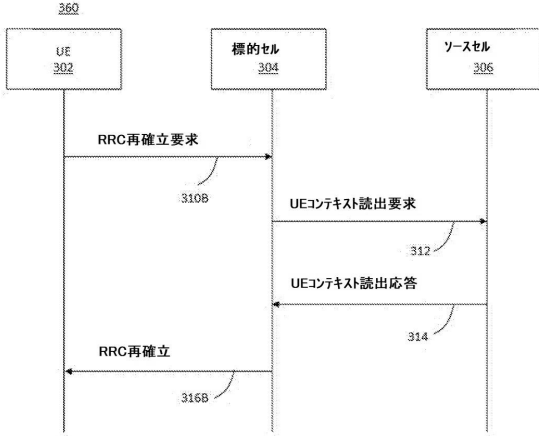 360
UE
302
標的セル
304
ソースセル
306
RRC再確立要求
310B
UEコンテキスト読出要求
312
UEコンテキスト読出応答
314
RRC再確立
316B